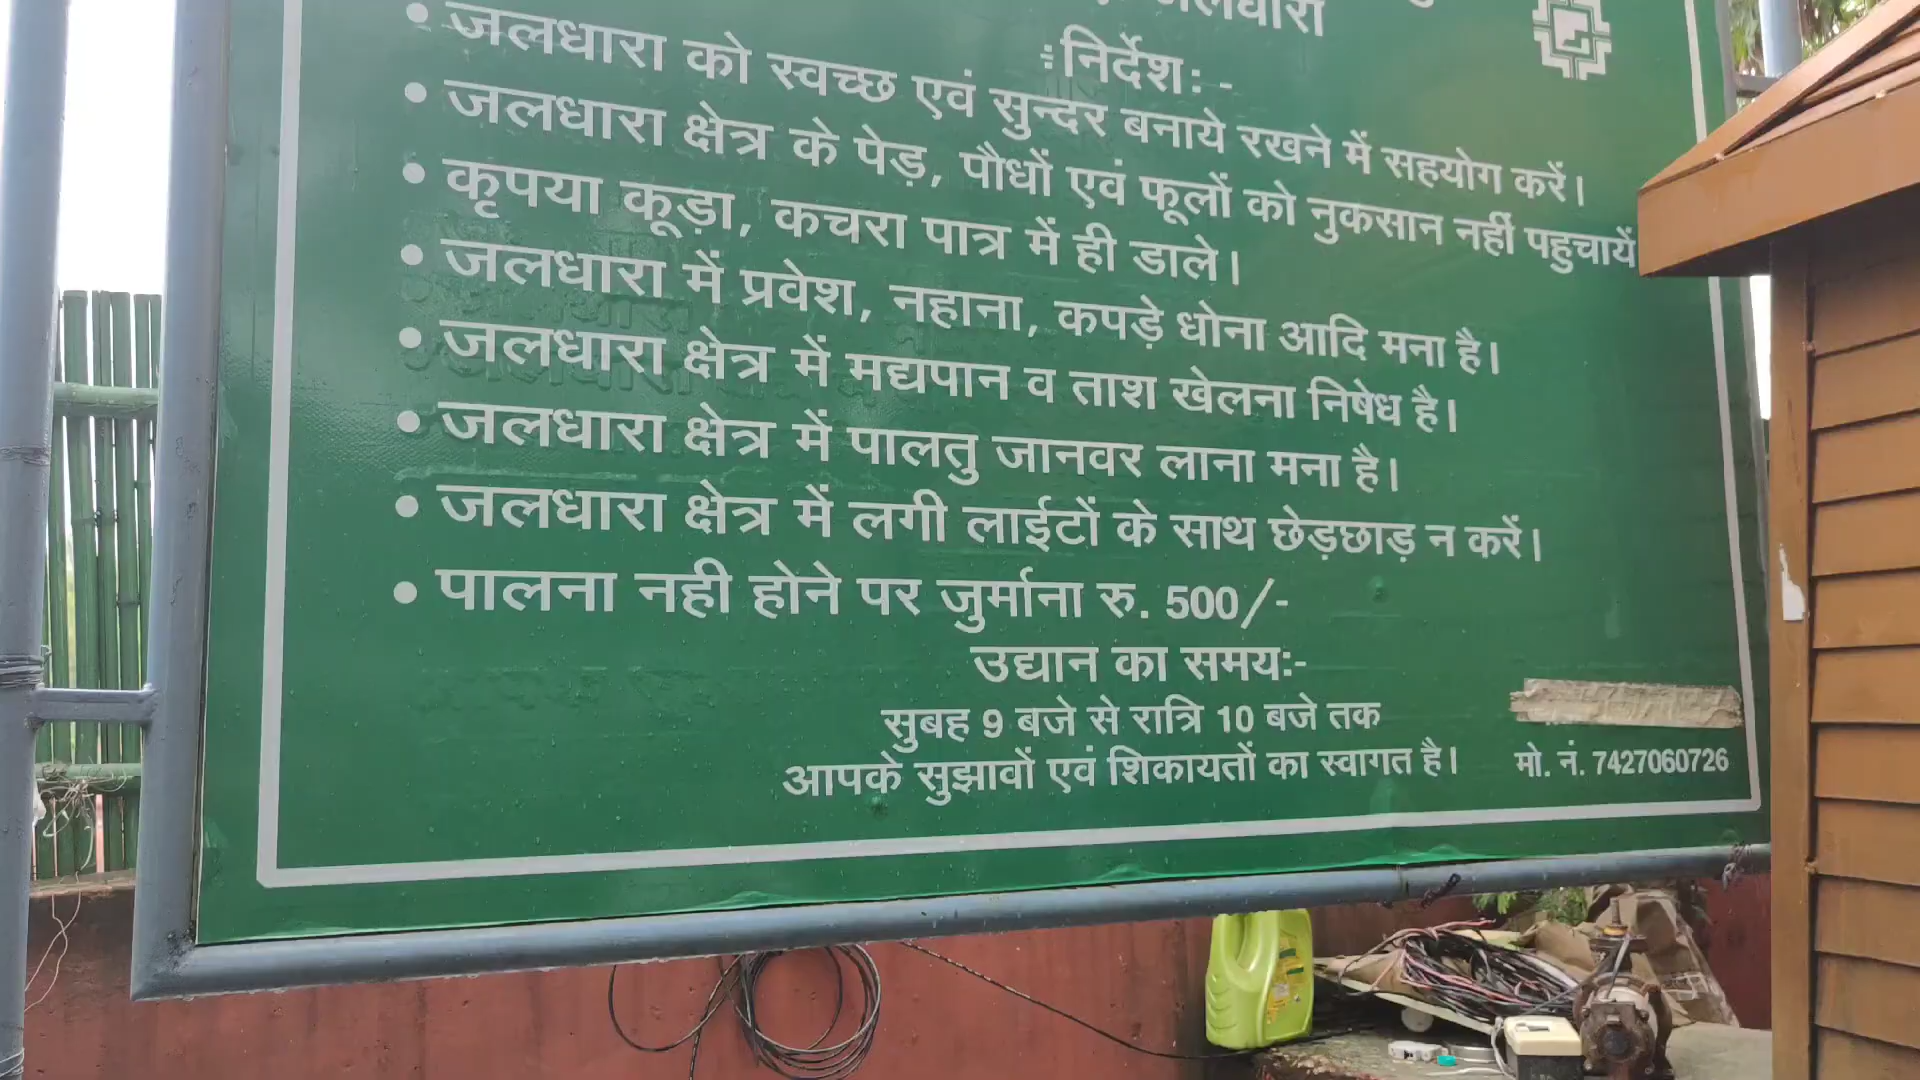 जलधारा
निर्देश: -
• जलधारा को स्वच्छ एवं सुन्दर बनाये रखने में सहयोग करें।
• जलधारा क्षेत्र के पेड़, पौधों एवं फूलों को नुकसान नहीं पहुचायें
• कृपया कूड़ा, कचरा पात्र में ही डाले।
• जलधारा में प्रवेश, नहाना, कपड़े धोना आदि मना है।
• जलधारा क्षेत्र में मद्यपान व ताश खेलना निषेध है।
• जलधारा क्षेत्र में पालतु जानवर लाना मना है।
• जलधारा क्षेत्र में लगी लाईटों के साथ छेड़छाड़ न करें।
• पालना नही होने पर जुर्माना रु. 500/-
उद्यान का समय:-
सुबह 9 बजे से रात्रि 10 बजे तक
आपके सुझावों एवं शिकायतों का स्वागत है। मो. नं. 7427060726